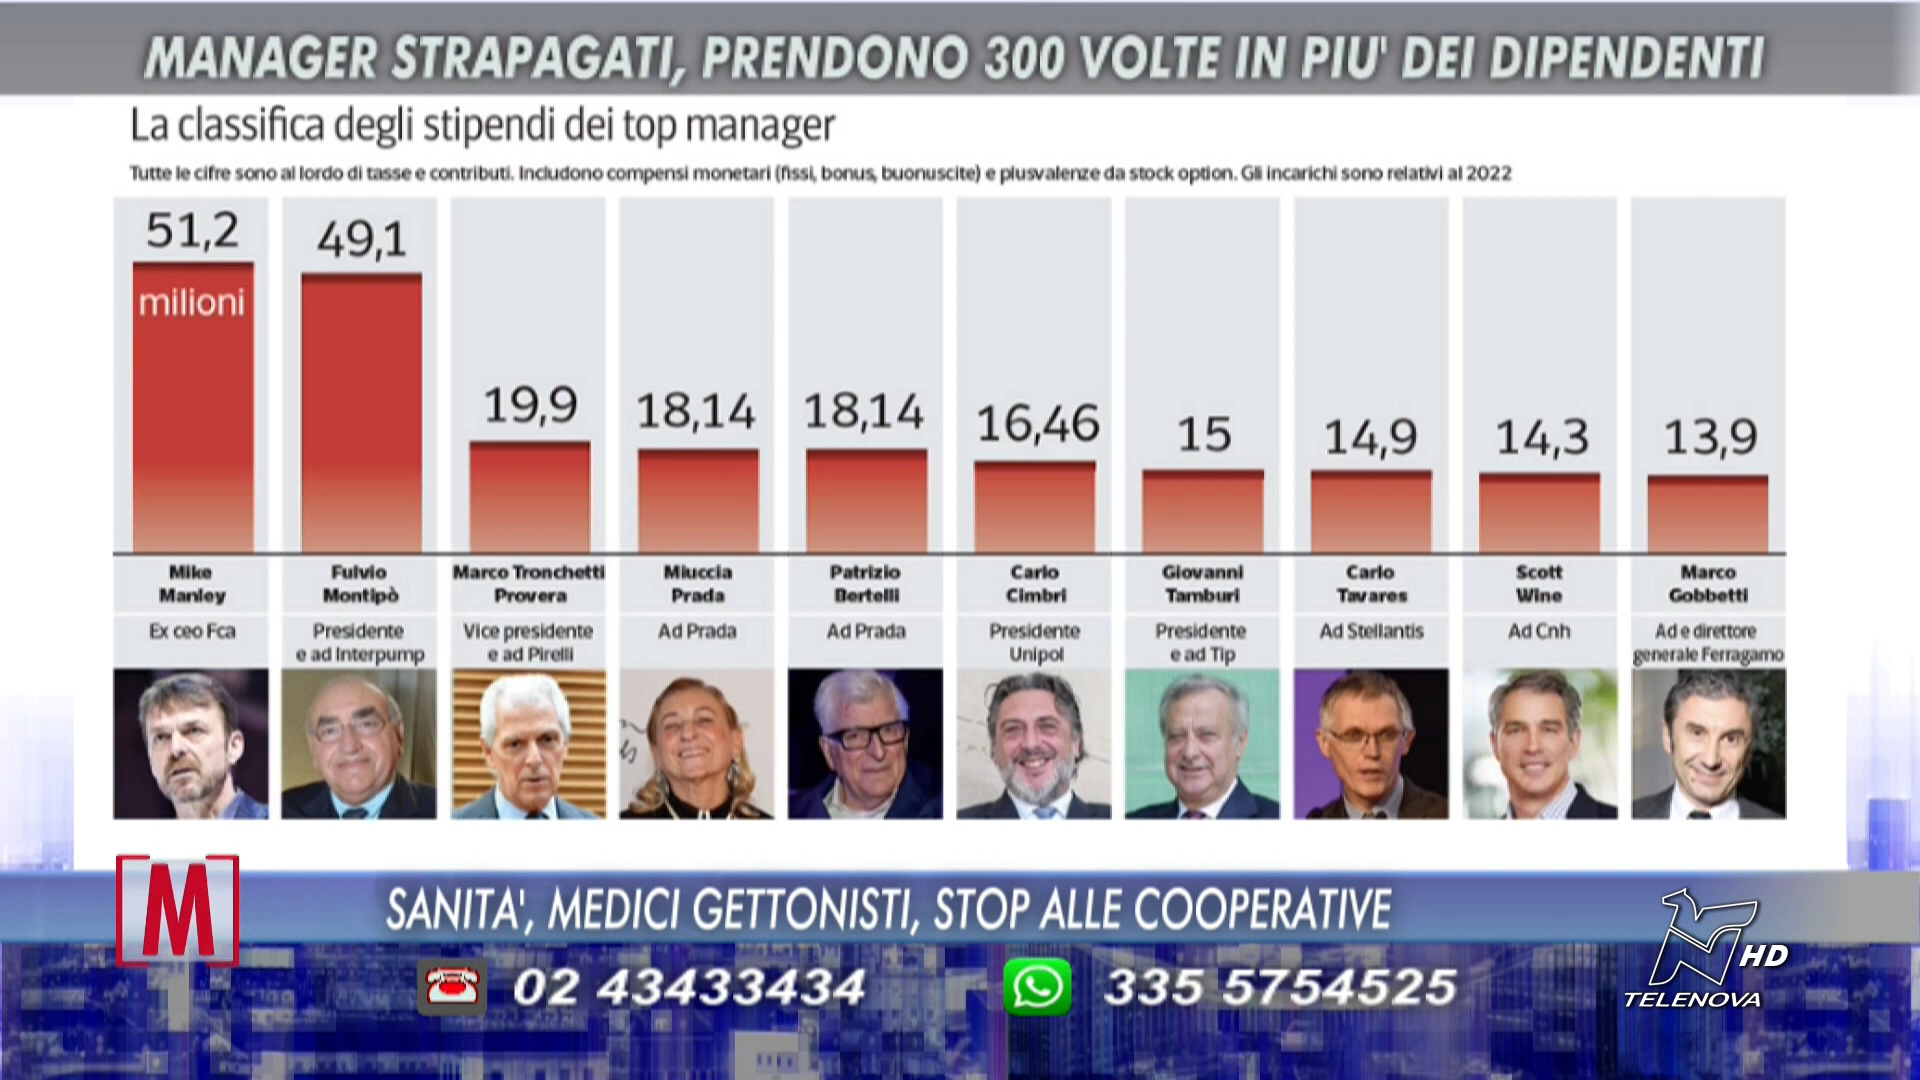 MANAGER STRAPAGATI, PRENDONO 300 VOLTE IN PIU' DEI DIPENDENTI
La classifica degli stipendi dei top manager
Tutte le cifre sono al lordo di tasse e contributi. Includono compensi monetari (fissi, bonus, buonuscite) e plusvalenze da stock option. Gli incarichi sono relativi al 2022
51,2
milioni
49,1
19,9
18,14
18,14
16,46
15
14,9
14,3
13,9
Mike
Manley
Ex ceo Fca
Fulvio
Montipò
Presidente
e ad Interpump
Marco Tronchetti
Provera
Vice presidente
e ad Pirelli
Miuccia
Prada
Ad Prada
Patrizio
Bertelli
Ad Prada
Carlo
Cimbri
Presidente
Unipol
Giovanni
Tamburi
Presidente
e ad Tip
Carlo
Tavares
Ad Stellantis
Scott
Wine
Ad Cnh
Marco
Gobbetti
Ad e direttore
generale Ferragamo
M
SANITA', MEDICI GETTONISTI, STOP ALLE COOPERATIVE
02 43433434
335 5754525
HD
TELENOVA